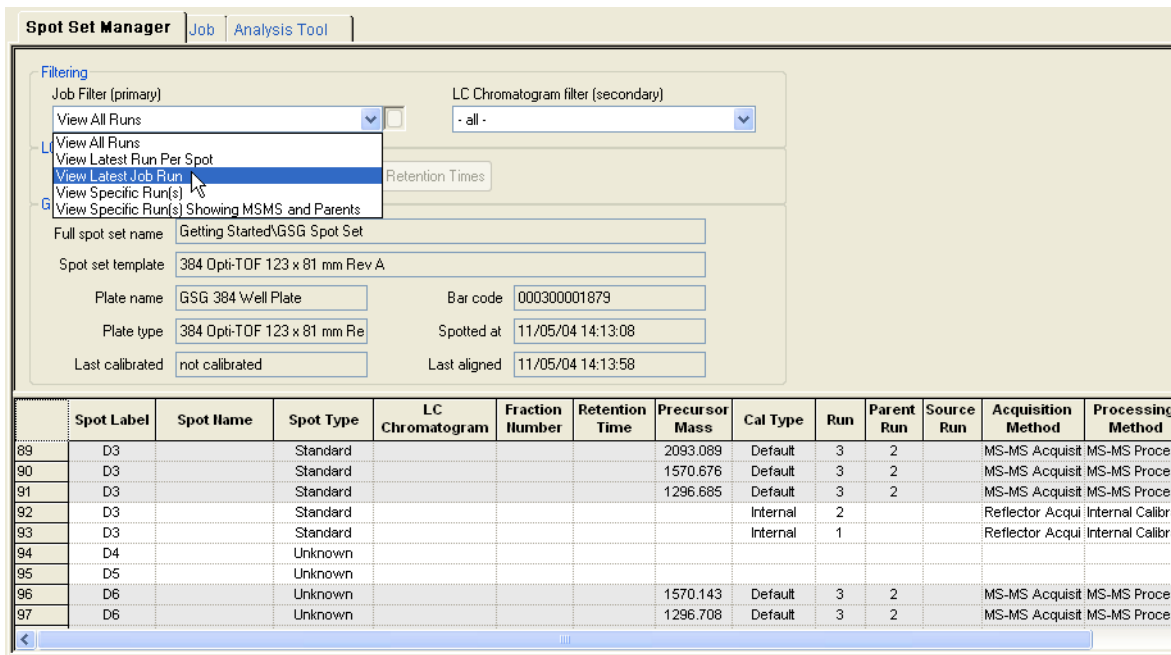 Spot Set Manager Job Analysis Tool
Filtering
Job Filter (primary) LC Chromatogram filter (secondary)
View All Runs - all -
View All Runs
View Latest Run Per Spot
View Latest Job Run Retention Times
View Specific Run(s)
View Specific Run(s) Showing MSMS and Parents
Full spot set name Getting Started\GSG Spot Set
Spot set template 384 Opti-TOF 123 x 81 mm Rev A
Plate name GSG 384 Well Plate Bar code 000300001879
Plate type 384 Opti-TOF 123 x 81 mm Re Spotted at 11/05/04 14:13:08
Last calibrated not calibrated Last aligned 11/05/04 14:13:58
Spot Label Spot Name Spot Type LC Chromatogram Fraction Number Retention Time Precursor Mass Cal Type Run Parent Run Source Run Acquisition Method Processing Method
89 D3 Standard 2093.089 Default 3 2 MS-MS Acquisit MS-MS Proce
90 D3 Standard 1570.676 Default 3 2 MS-MS Acquisit MS-MS Proce
91 D3 Standard 1296.685 Default 3 2 MS-MS Acquisit MS-MS Proce
92 D3 Standard Internal 2 Reflector Acqui Internal Calibr
93 D3 Standard Internal 1 Reflector Acqui Internal Calibr
94 D4 Unknown
95 D5 Unknown
96 D6 Unknown 1570.143 Default 3 2 MS-MS Acquisit MS-MS Proce
97 D6 Unknown 1296.708 Default 3 2 MS-MS Acquisit MS-MS Proce